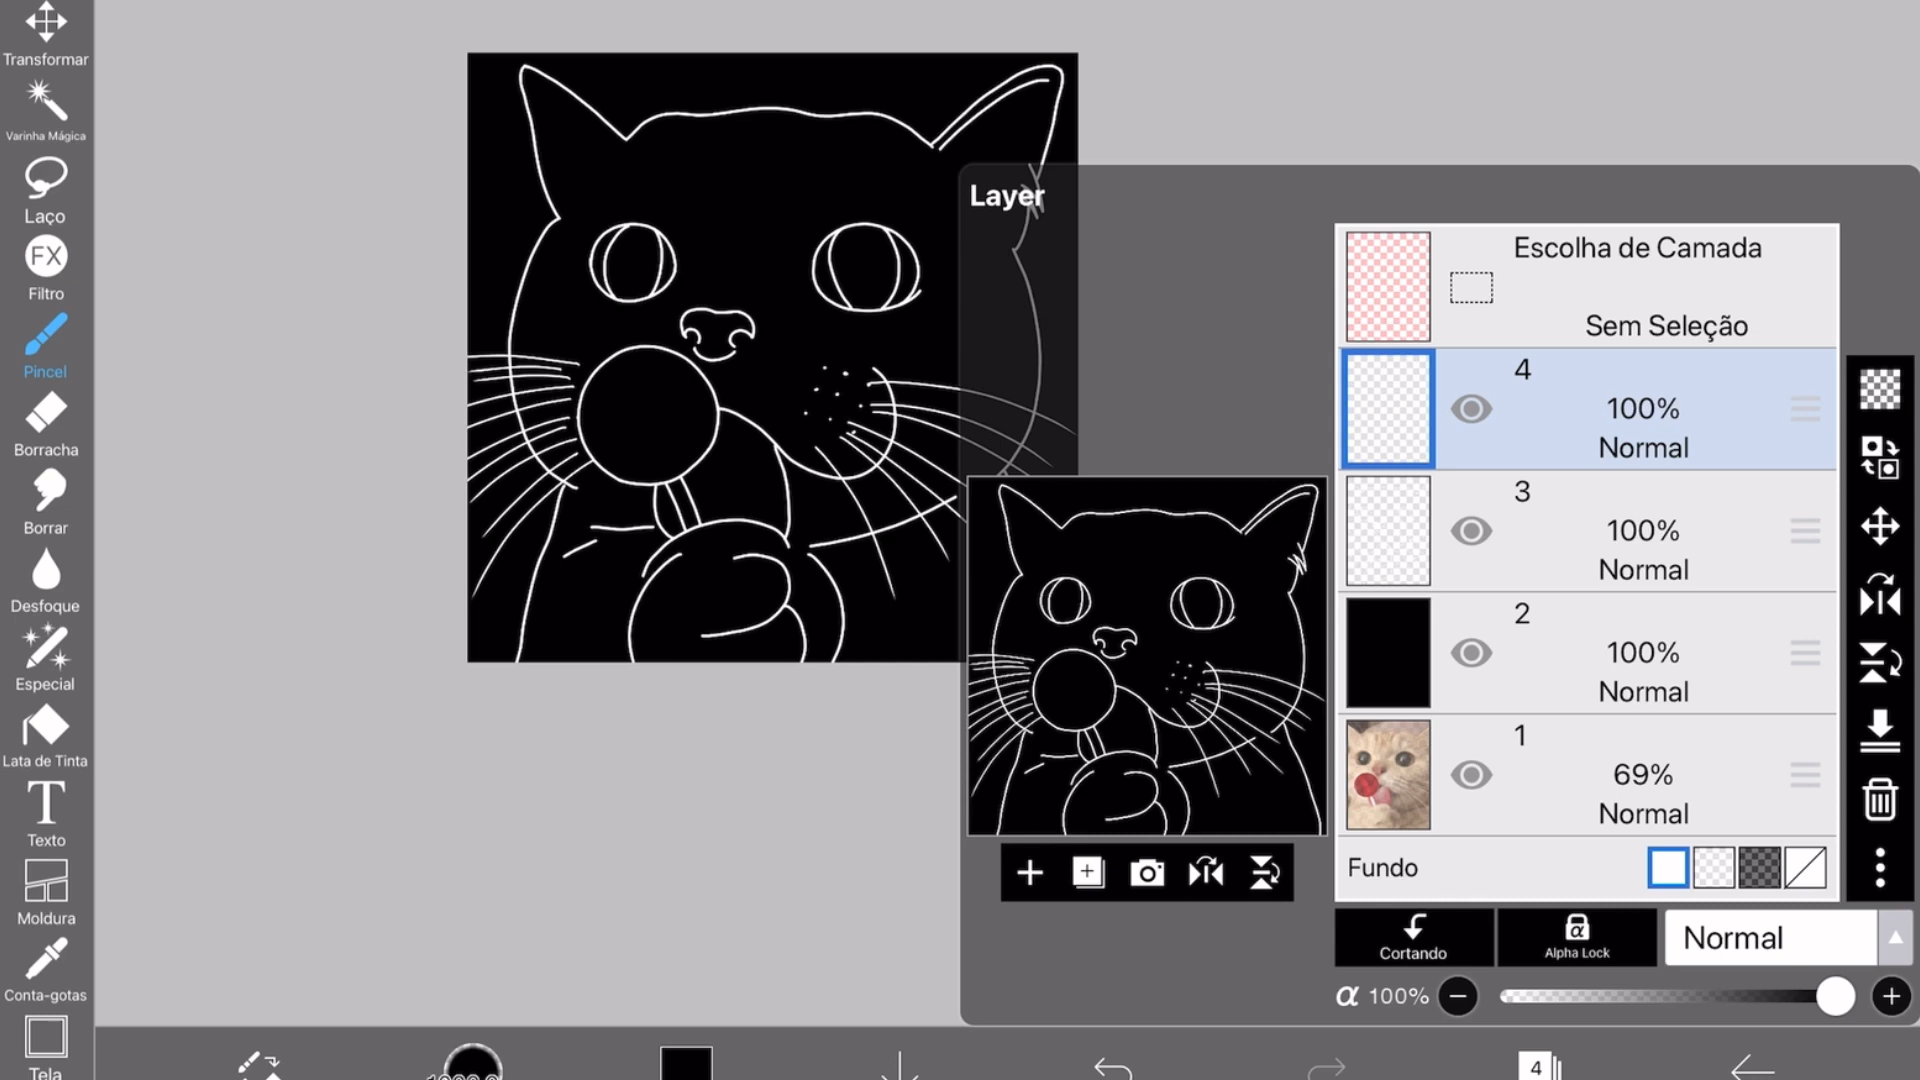 Transformar
Varinha Mágica
Laço
FX
Filtro
Pincel
Borracha
Borrar
Desfoque
Especial
Lata de Tinta
T
Texto
Moldura
Conta-gotas
Tela
Layer
Escolha de Camada
Sem Seleção
4
100%
Normal
3
100%
Normal
2
100%
Normal
1
69%
Normal
Fundo
Cortando
α
Alpha Lock
Normal
α 100%
4